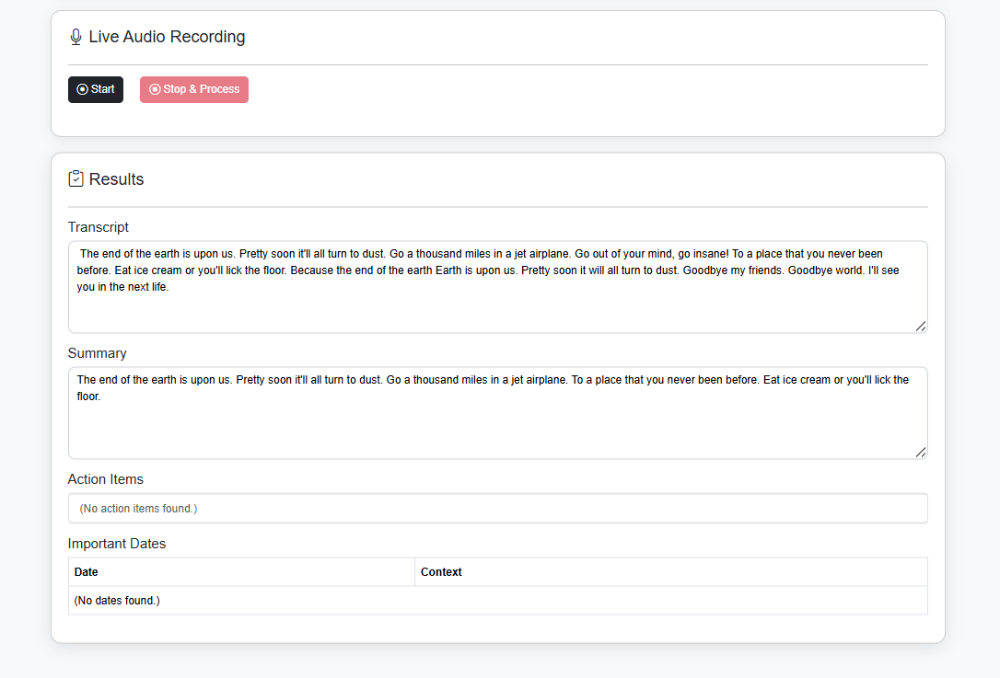 Live Audio Recording
Start Stop & Process
Results
Transcript
The end of the earth is upon us. Pretty soon it'll all turn to dust. Go a thousand miles in a jet airplane. Go out of your mind, go insane! To a place that you never been
before. Eat ice cream or you'll lick the floor. Because the end of the earth Earth is upon us. Pretty soon it will all turn to dust. Goodbye my friends. Goodbye world. I'll see
you in the next life.
Summary
The end of the earth is upon us. Pretty soon it'll all turn to dust. Go a thousand miles in a jet airplane. To a place that you never been before. Eat ice cream or you'll lick the
floor.
Action Items
(No action items found.)
Important Dates
Date Context
(No dates found.)